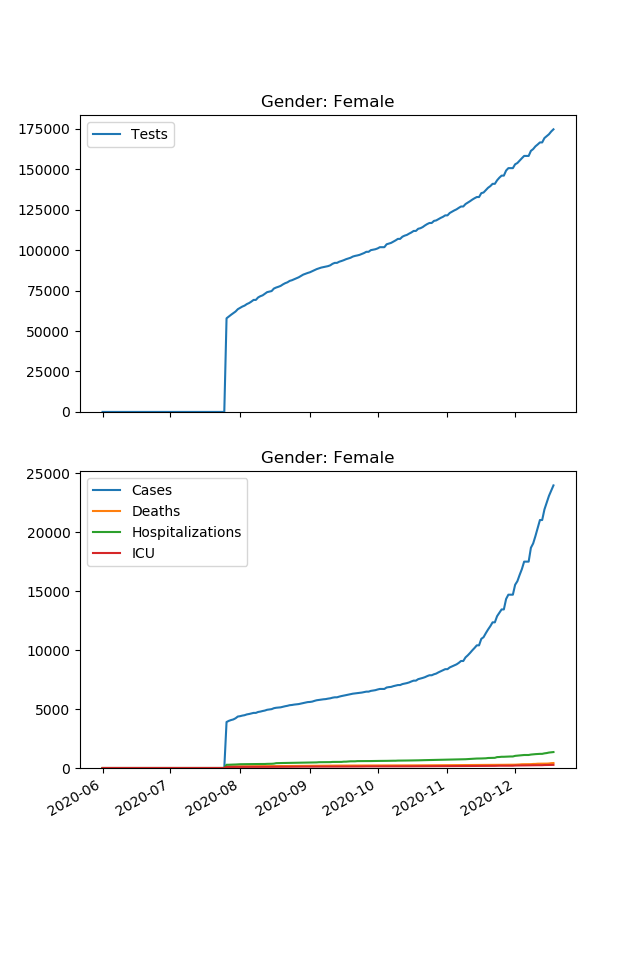 Gender: Female
175000
150000
125000
100000
75000
50000
25000
0
Tests
Gender: Female
25000
20000
15000
10000
5000
0
Cases
Deaths
Hospitalizations
ICU
2020-06 2020-07 2020-08 2020-09 2020-10 2020-11 2020-12